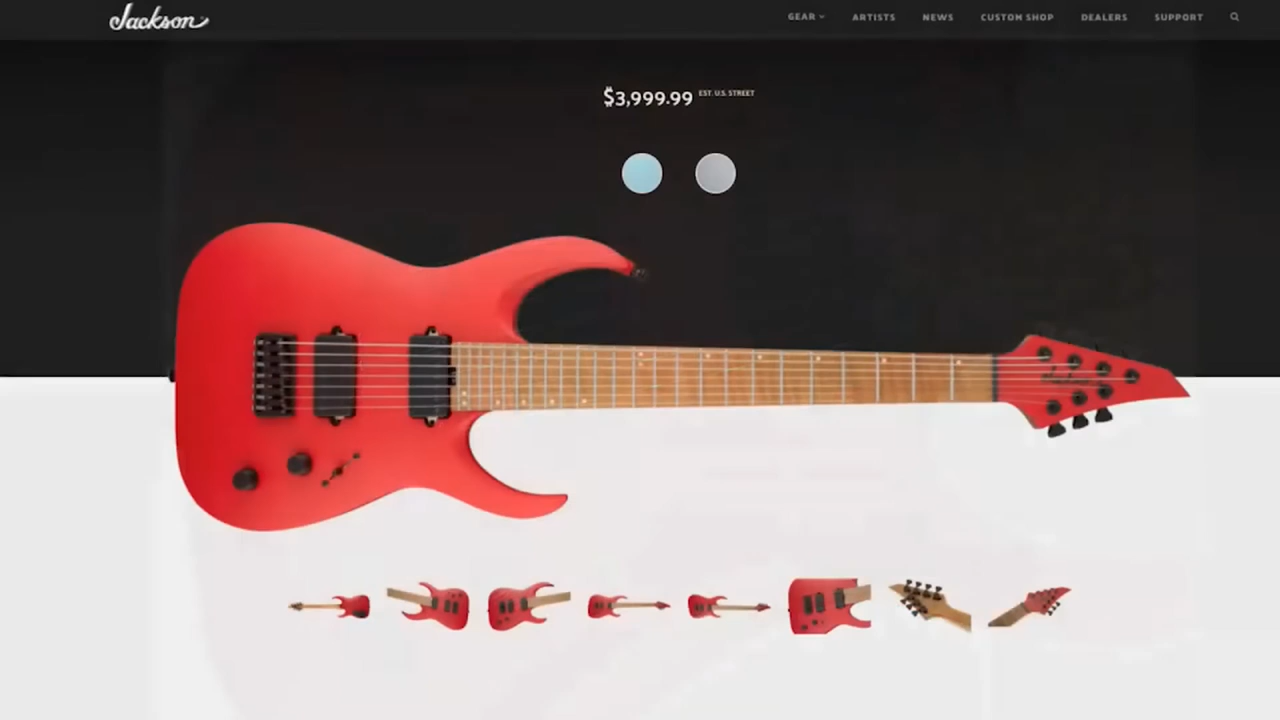 Jackson
GEAR ARTISTS NEWS CUSTOM SHOP DEALERS SUPPORT
$3,999.99 EST. U.S. STREET